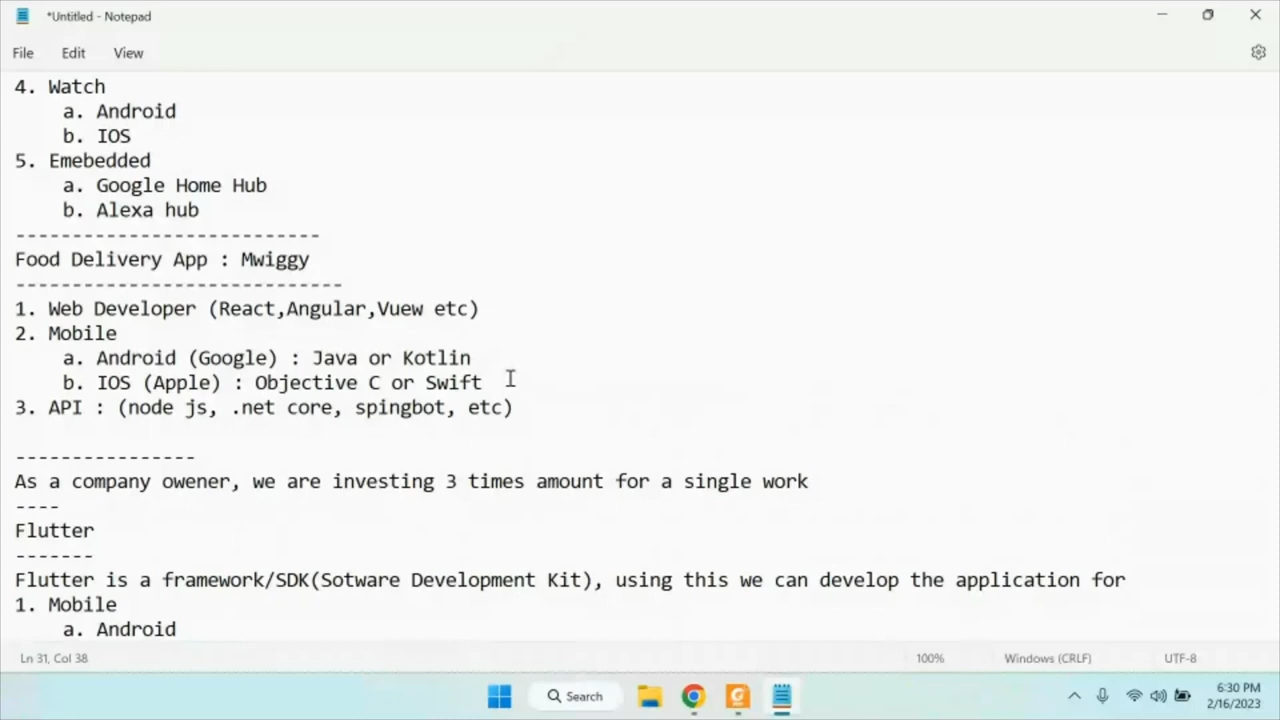 *Untitled - Notepad
File Edit View
4. Watch
a. Android
b. IOS
5. Emebedded
a. Google Home Hub
b. Alexa hub
---------------------------
Food Delivery App : Mwiggy
-----------------------------
1. Web Developer (React,Angular,Vuew etc)
2. Mobile
a. Android (Google) : Java or Kotlin
b. IOS (Apple) : Objective C or Swift
3. API : (node js, .net core, spingbot, etc)
----------------
As a company owener, we are investing 3 times amount for a single work
----
Flutter
-------
Flutter is a framework/SDK(Sotware Development Kit), using this we can develop the application for
1. Mobile
a. Android
Ln 31, Col 38 100% Windows (CRLF) UTF-8
Search 6:30 PM
2/16/2023